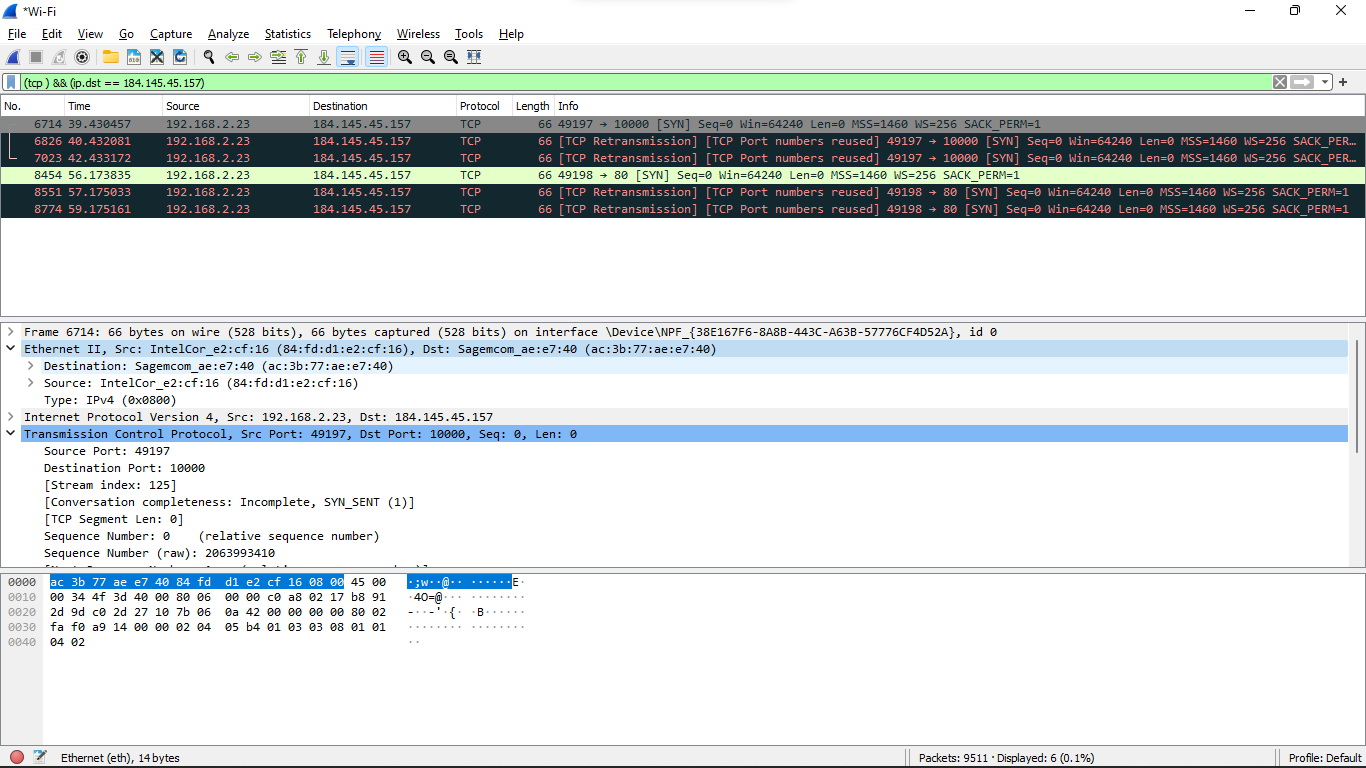 *Wi-Fi
File Edit View Go Capture Analyze Statistics Telephony Wireless Tools Help
(tcp ) && (ip.dst == 184.145.45.157)
No. Time Source Destination Protocol Length Info
6714 39.430457 192.168.2.23 184.145.45.157 TCP 66 49197 → 10000 [SYN] Seq=0 Win=64240 Len=0 MSS=1460 WS=256 SACK_PERM=1
6826 40.432081 192.168.2.23 184.145.45.157 TCP 66 [TCP Retransmission] [TCP Port numbers reused] 49197 → 10000 [SYN] Seq=0 Win=64240 Len=0 MSS=1460 WS=256 SACK_PER…
7023 42.433172 192.168.2.23 184.145.45.157 TCP 66 [TCP Retransmission] [TCP Port numbers reused] 49197 → 10000 [SYN] Seq=0 Win=64240 Len=0 MSS=1460 WS=256 SACK_PER…
8454 56.173835 192.168.2.23 184.145.45.157 TCP 66 49198 → 80 [SYN] Seq=0 Win=64240 Len=0 MSS=1460 WS=256 SACK_PERM=1
8551 57.175033 192.168.2.23 184.145.45.157 TCP 66 [TCP Retransmission] [TCP Port numbers reused] 49198 → 80 [SYN] Seq=0 Win=64240 Len=0 MSS=1460 WS=256 SACK_PERM=1
8774 59.175161 192.168.2.23 184.145.45.157 TCP 66 [TCP Retransmission] [TCP Port numbers reused] 49198 → 80 [SYN] Seq=0 Win=64240 Len=0 MSS=1460 WS=256 SACK_PERM=1
Frame 6714: 66 bytes on wire (528 bits), 66 bytes captured (528 bits) on interface \Device\NPF_{38E167F6-8A8B-443C-A63B-57776CF4D52A}, id 0
Ethernet II, Src: IntelCor_e2:cf:16 (84:fd:d1:e2:cf:16), Dst: Sagemcom_ae:e7:40 (ac:3b:77:ae:e7:40)
Destination: Sagemcom_ae:e7:40 (ac:3b:77:ae:e7:40)
Source: IntelCor_e2:cf:16 (84:fd:d1:e2:cf:16)
Type: IPv4 (0x0800)
Internet Protocol Version 4, Src: 192.168.2.23, Dst: 184.145.45.157
Transmission Control Protocol, Src Port: 49197, Dst Port: 10000, Seq: 0, Len: 0
Source Port: 49197
Destination Port: 10000
[Stream index: 125]
[Conversation completeness: Incomplete, SYN_SENT (1)]
[TCP Segment Len: 0]
Sequence Number: 0 (relative sequence number)
Sequence Number (raw): 2063993410
0000 ac 3b 77 ae e7 40 84 fd d1 e2 cf 16 08 00 45 00 ·;w··@·· ······E·
0010 00 34 4f 3d 40 00 80 06 00 00 c0 a8 02 17 b8 91 ·4O=@··· ········
0020 2d 9d c0 2d 27 10 7b 06 0a 42 00 00 00 00 80 02 -··-'·{· ·B······
0030 fa f0 a9 14 00 00 02 04 05 b4 01 03 03 08 01 01 ········ ········
0040 04 02 ··
Ethernet (eth), 14 bytes Packets: 9511 · Displayed: 6 (0.1%) Profile: Default